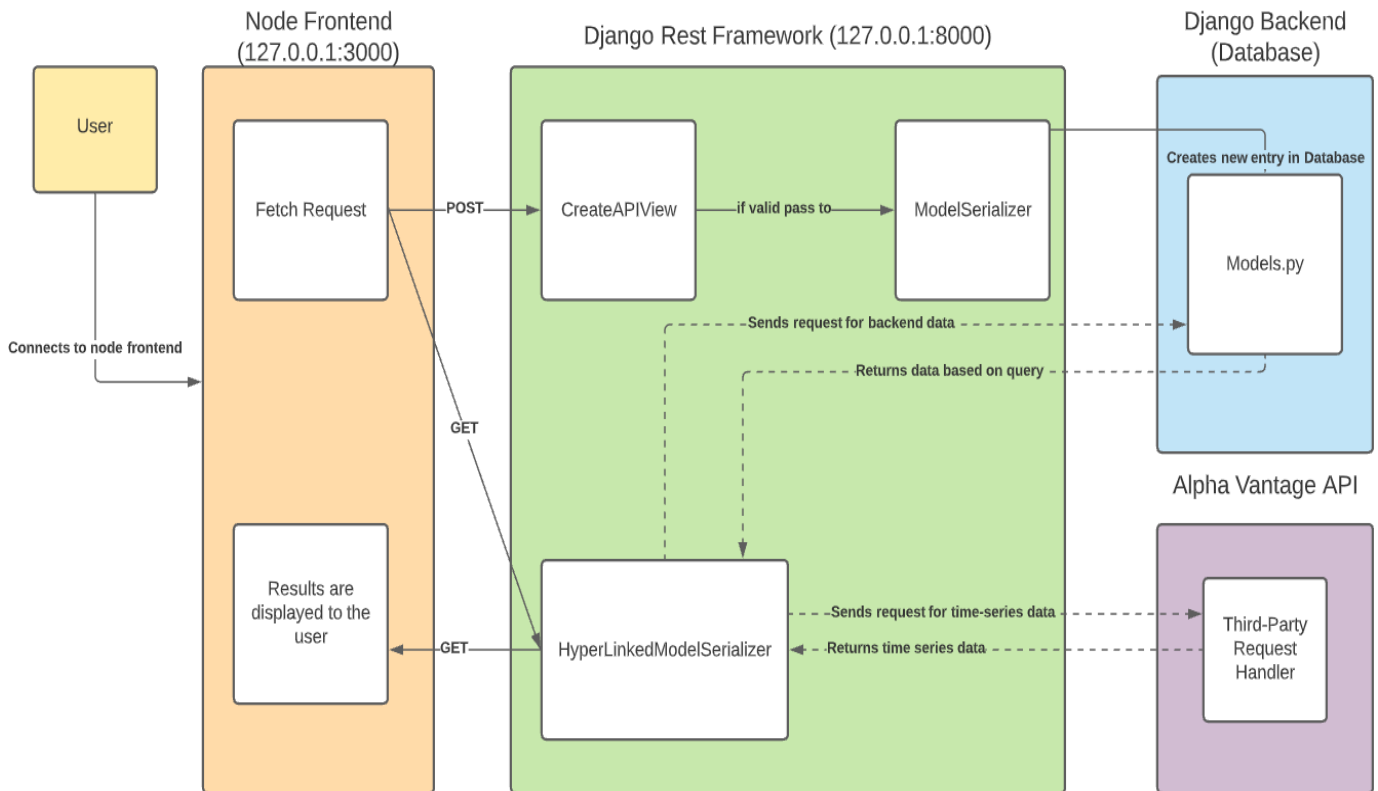 Node Frontend
(127.0.0.1:3000)
Django Rest Framework (127.0.0.1:8000)
Django Backend
(Database)
User
Fetch Request
POST
CreateAPIView
if valid pass to
ModelSerializer
Creates new entry in Database
Models.py
Sends request for backend data
Connects to node frontend
Returns data based on query
GET
Alpha Vantage API
Results are
displayed to the
user
GET
HyperLinkedModelSerializer
Sends request for time-series data
Returns time series data
Third-Party
Request
Handler